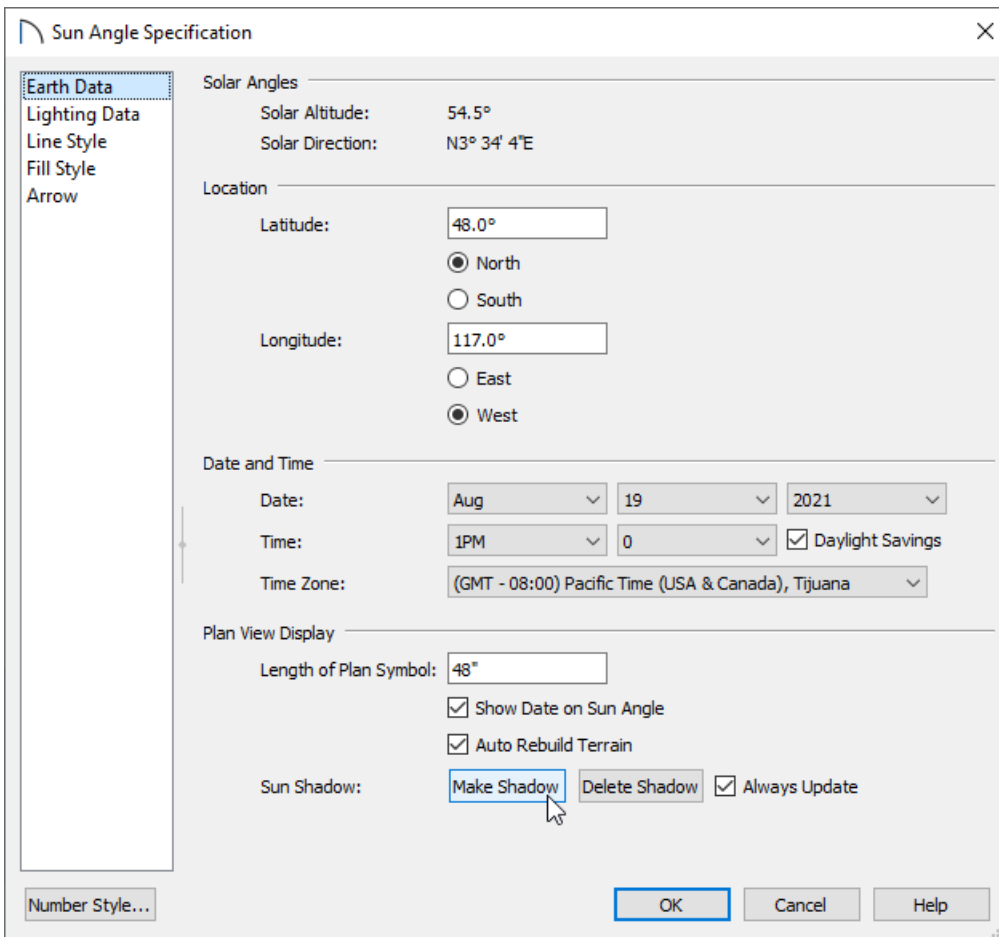 Sun Angle Specification
Earth Data
Lighting Data
Line Style
Fill Style
Arrow
Solar Angles
Solar Altitude: 54.5°
Solar Direction: N3° 34' 4"E
Location
Latitude: 48.0°
North
South
Longitude: 117.0°
East
West
Date and Time
Date: Aug 19 2021
Time: 1PM 0 Daylight Savings
Time Zone: (GMT - 08:00) Pacific Time (USA & Canada), Tijuana
Plan View Display
Length of Plan Symbol: 48"
Show Date on Sun Angle
Auto Rebuild Terrain
Sun Shadow: Make Shadow Delete Shadow Always Update
Number Style... OK Cancel Help